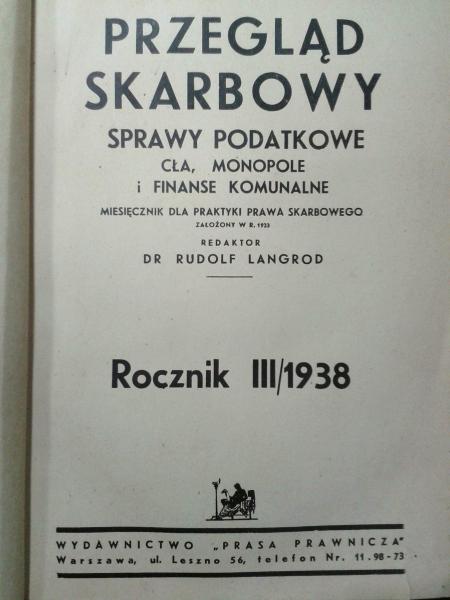 PRZEGLĄD
SKARBOWY
SPRAWY PODATKOWE
CŁA, MONOPOLE
i FINANSE KOMUNALNE
MIESIĘCZNIK DLA PRAKTYKI PRAWA SKARBOWEGO
ZAŁOŻONY W R. 1923
REDAKTOR
DR RUDOLF LANGROD
Rocznik III/1938
WYDAWNICTWO „PRASA PRAWNICZA"
Warszawa, ul. Leszno 56, telefon Nr. 11.98-73